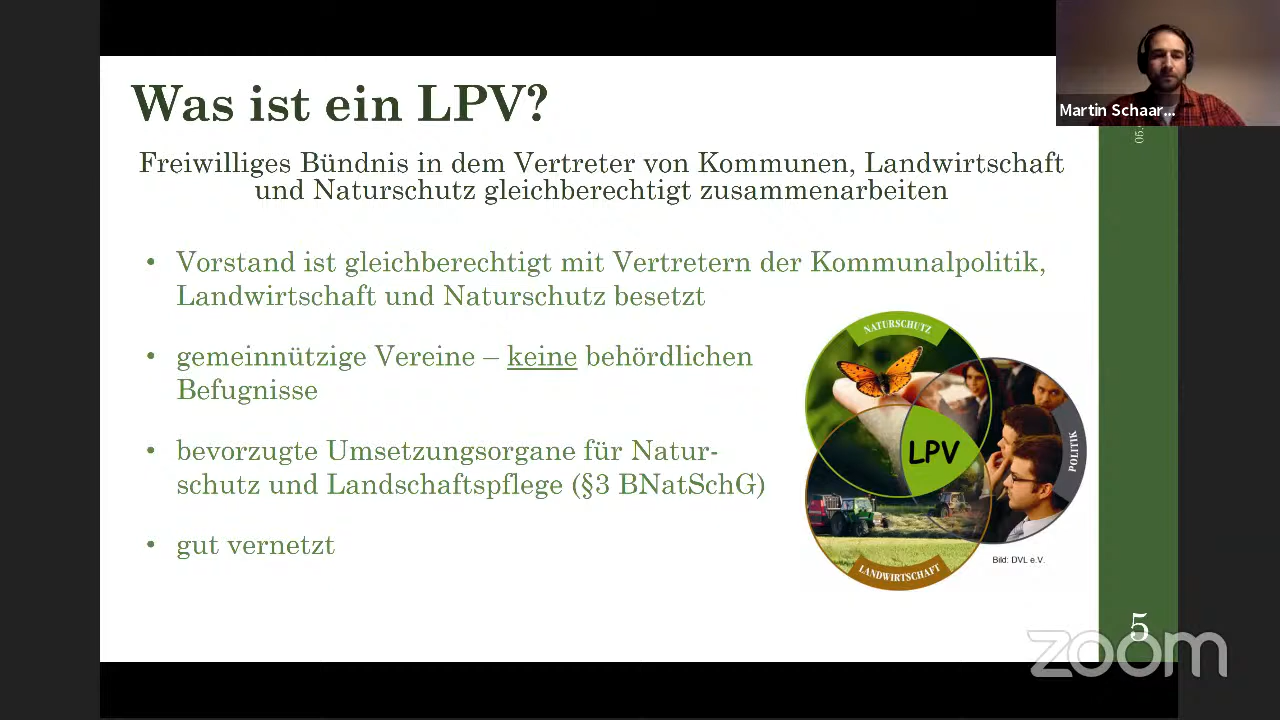 Was ist ein LPV?
Martin Schaar...
05.
Freiwilliges Bündnis in dem Vertreter von Kommunen, Landwirtschaft
und Naturschutz gleichberechtigt zusammenarbeiten
• Vorstand ist gleichberechtigt mit Vertretern der Kommunalpolitik,
Landwirtschaft und Naturschutz besetzt
• gemeinnützige Vereine – keine behördlichen
Befugnisse
• bevorzugte Umsetzungsorgane für Natur-
schutz und Landschaftspflege (§3 BNatSchG)
• gut vernetzt
NATURSCHUTZ
POLITIK
LPV
LANDWIRTSCHAFT
Bild: DVL e.V.
5
zoom